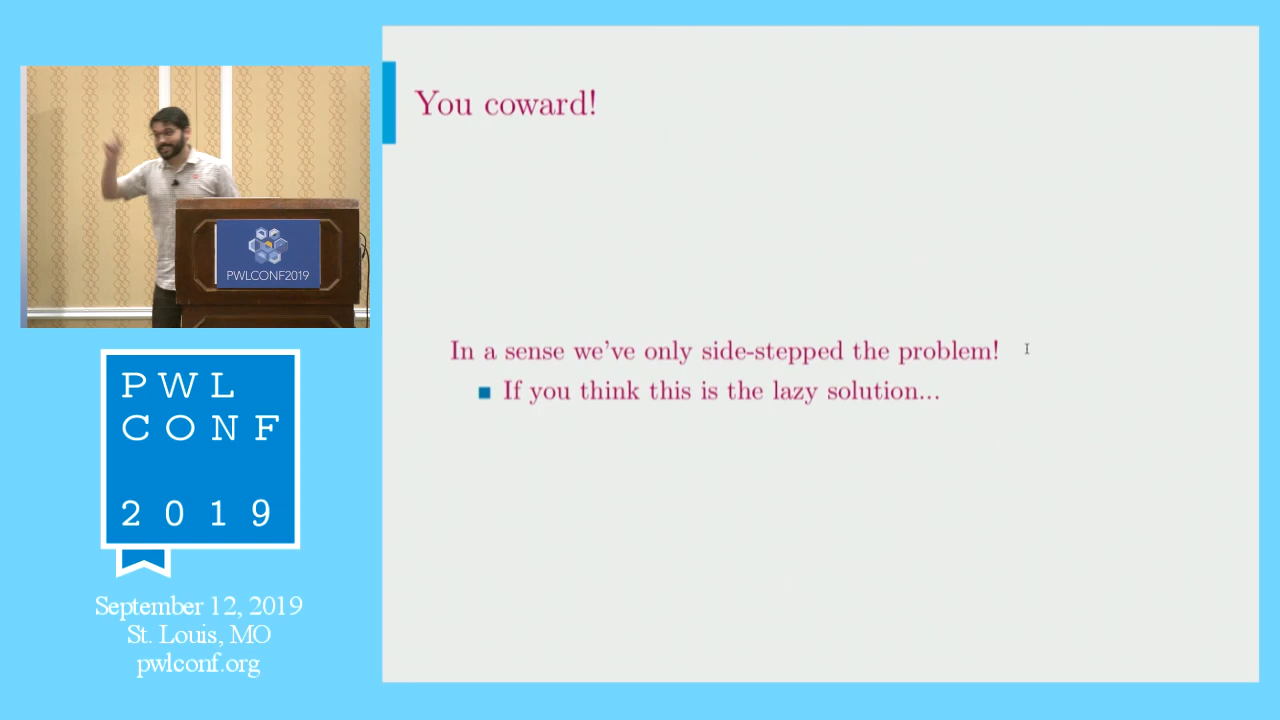 You coward!
In a sense we've only side-stepped the problem!
If you think this is the lazy solution...
PWLCONF2019
PWL
CONF
2019
September 12, 2019
St. Louis, MO
pwlconf.org